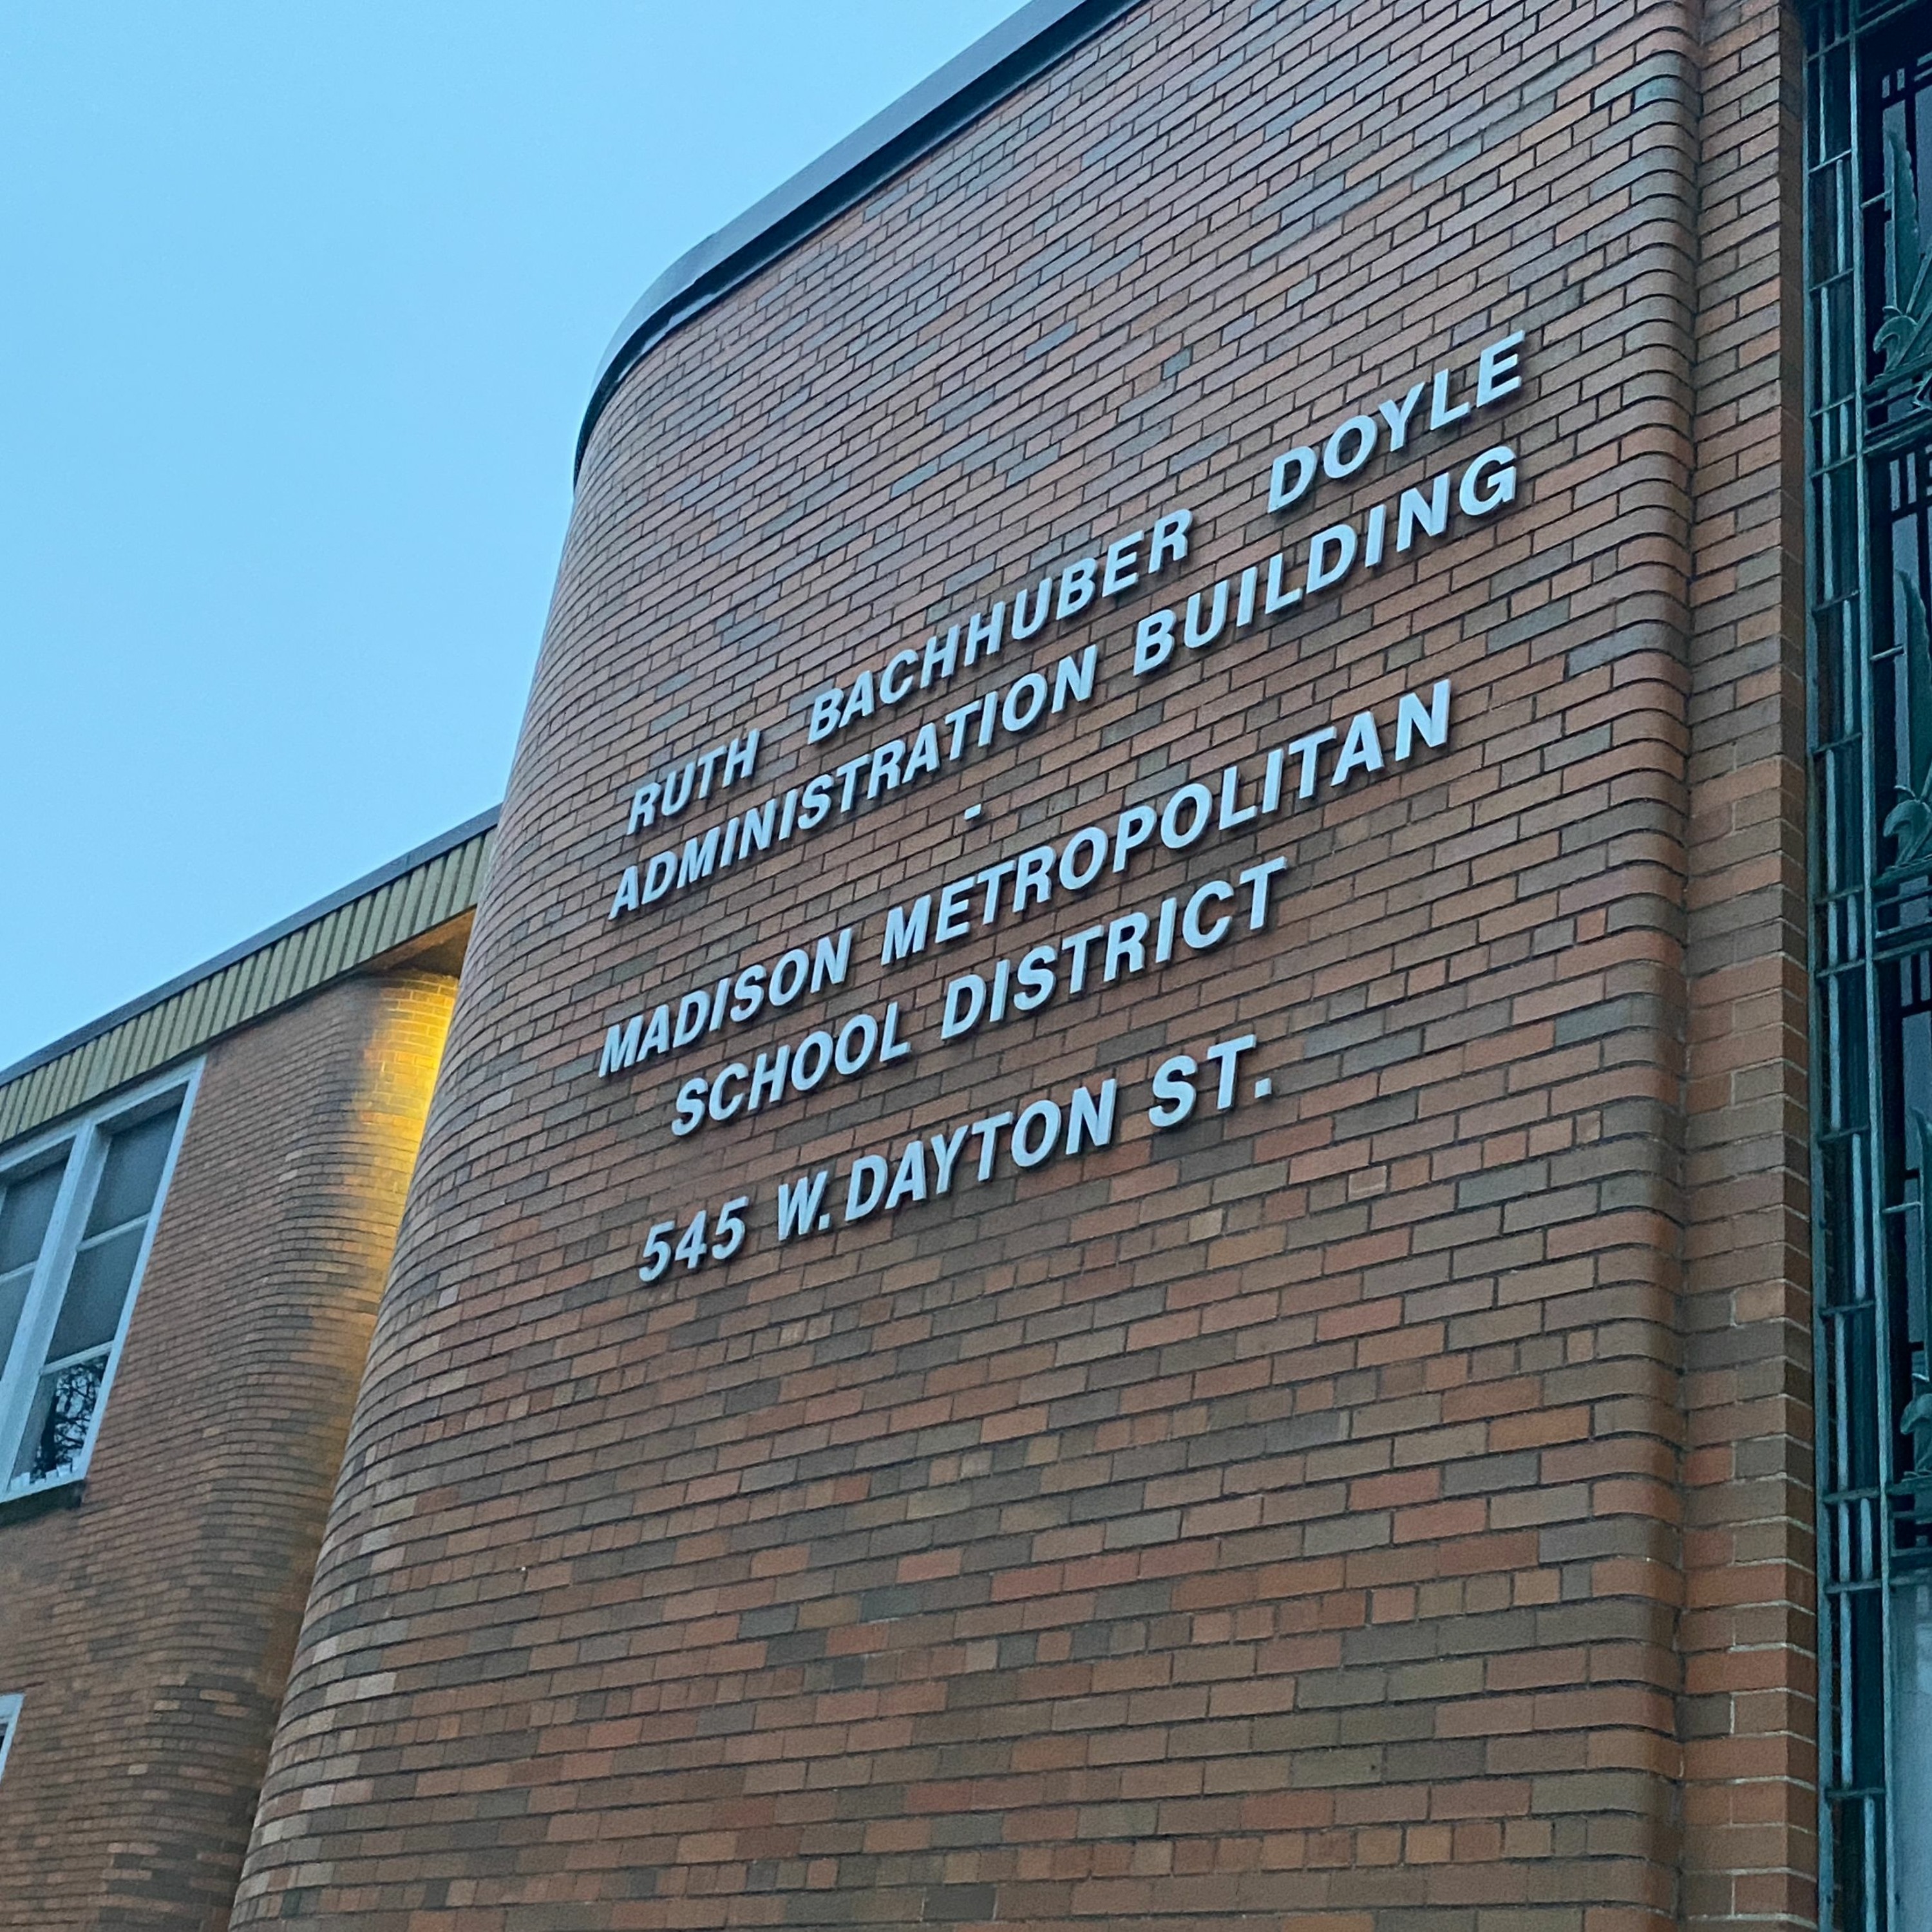 RUTH BACHHUBER DOYLE
ADMINISTRATION BUILDING
-
MADISON METROPOLITAN
SCHOOL DISTRICT
545 W. DAYTON ST.